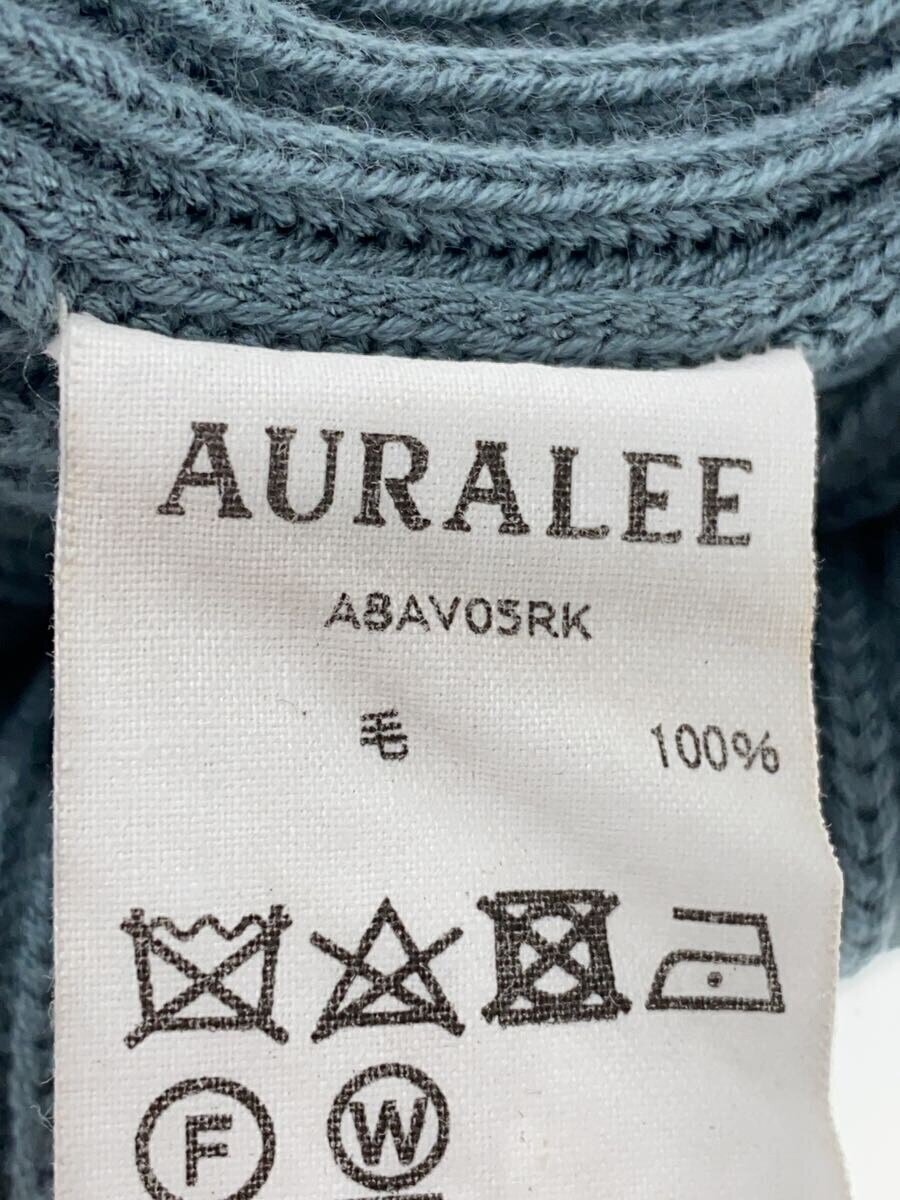 AURALEE
A8AV05RK
毛 100%
F W